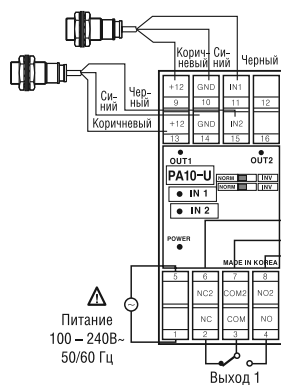 Корич-
невый
Си-
ний
Черный
Си-
ний
Чер-
ный
Коричневый
+12 GND IN1
9 10 11 12
+12 GND IN2
13 14 15 16
OUT1 OUT2
PA10-U
NORM INV
NORM INV
IN 1
IN 2
POWER
MADE IN KOREA
5 6 7 8
NC2 COM2 NO2
NC COM NO
1 2 3 4
Питание
100 – 240В~
50/60 Гц
Выход 1